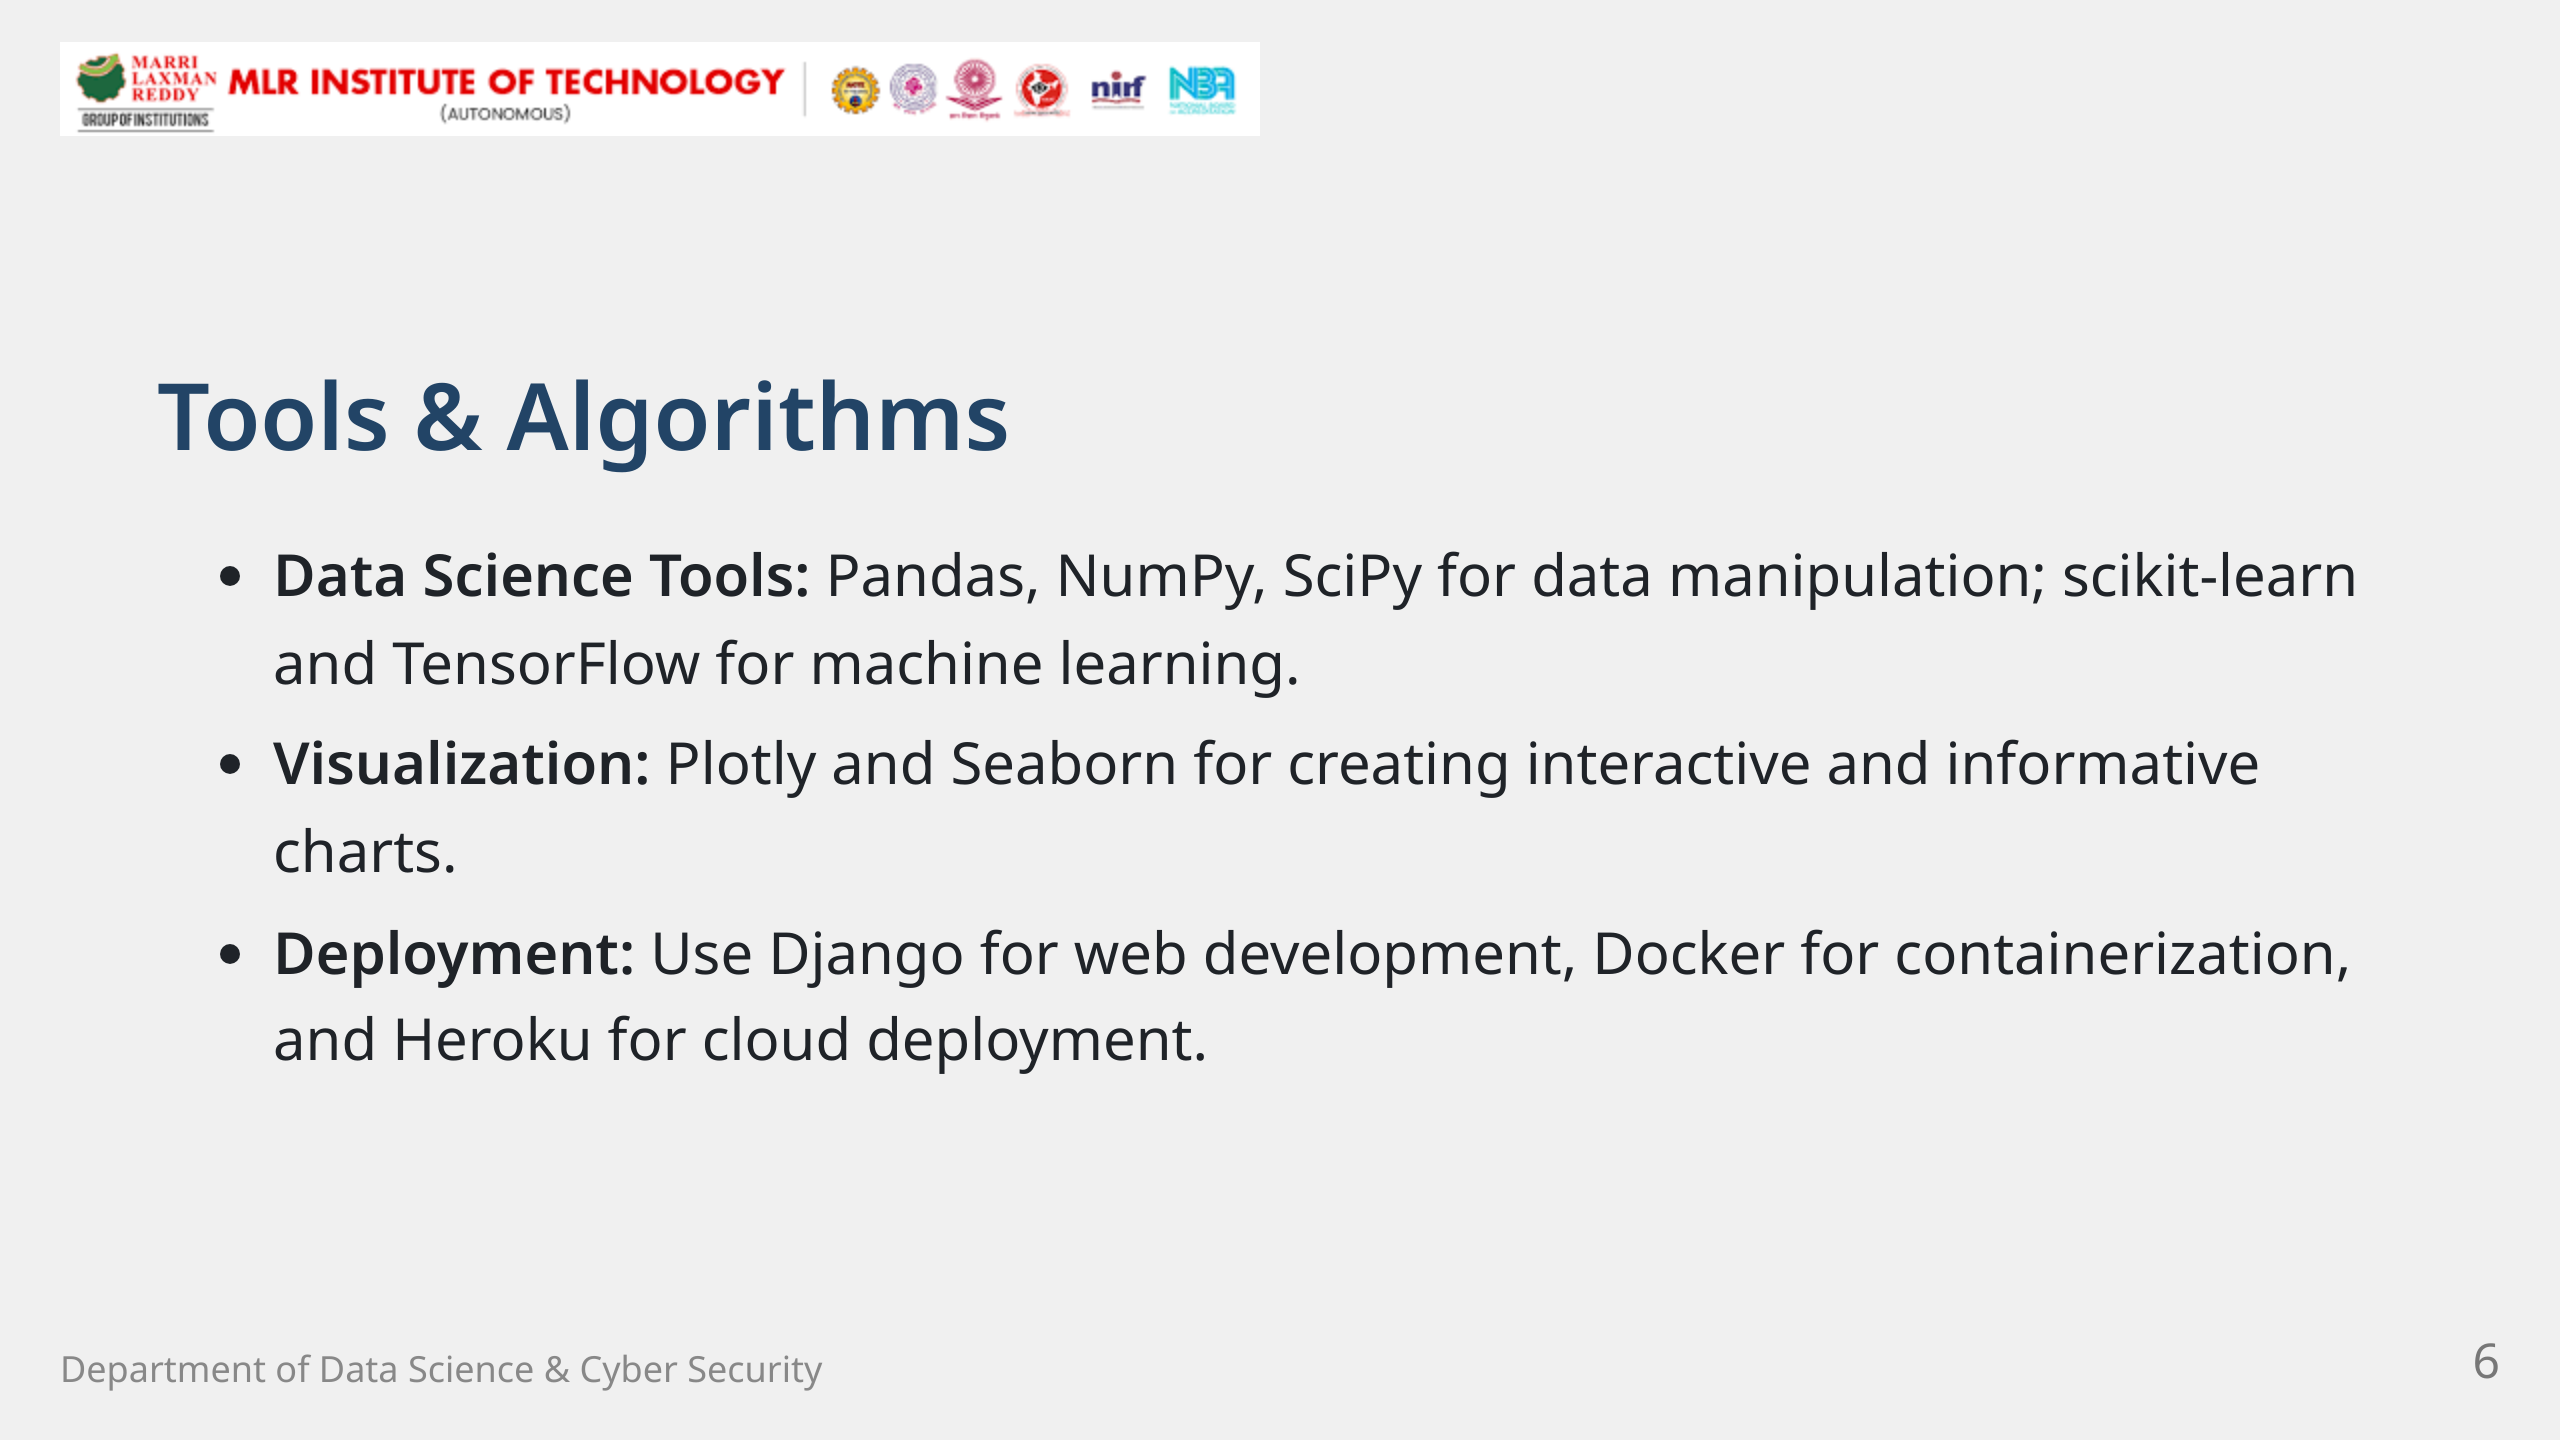 MARRI
LAXMAN
REDDY
GROUP OF INSTITUTIONS
MLR INSTITUTE OF TECHNOLOGY
(AUTONOMOUS)
nirf
NBA
NATIONAL BOARD
Tools & Algorithms
• Data Science Tools: Pandas, NumPy, SciPy for data manipulation; scikit-learn
and TensorFlow for machine learning.
• Visualization: Plotly and Seaborn for creating interactive and informative
charts.
• Deployment: Use Django for web development, Docker for containerization,
and Heroku for cloud deployment.
Department of Data Science & Cyber Security
6